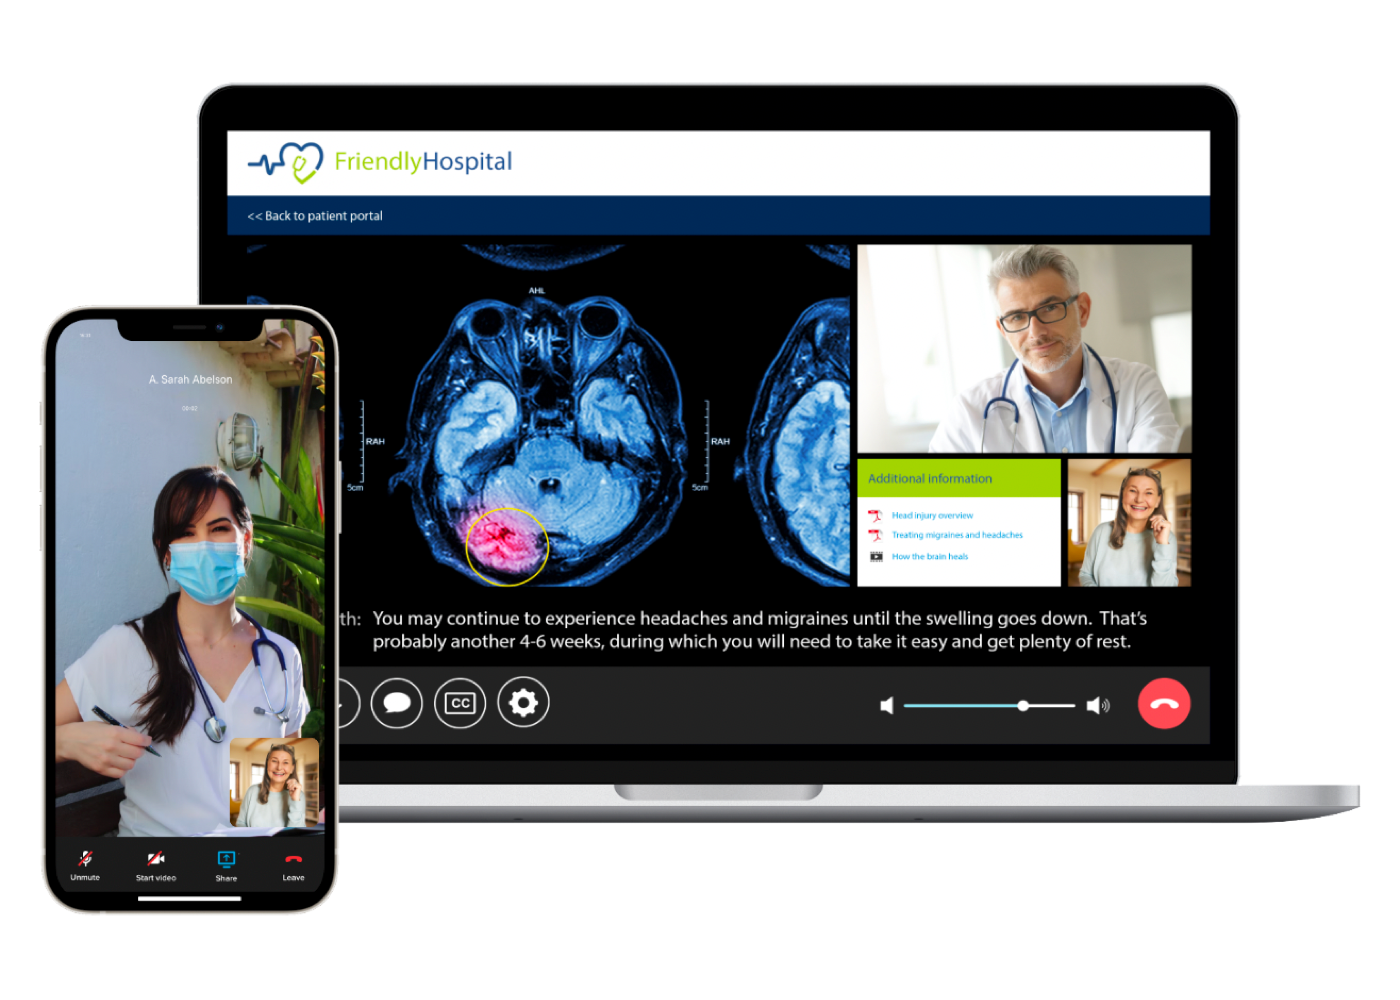 FriendlyHospital
<< Back to patient portal
AHL
RAH
5cm
RAH
5cm
Additional information
Head injury overview
Treating migraines and headaches
How the brain heals
th: You may continue to experience headaches and migraines until the swelling goes down. That's
probably another 4-6 weeks, during which you will need to take it easy and get plenty of rest.
CC
A. Sarah Abelson
Unmute
Start video
Share
Leave